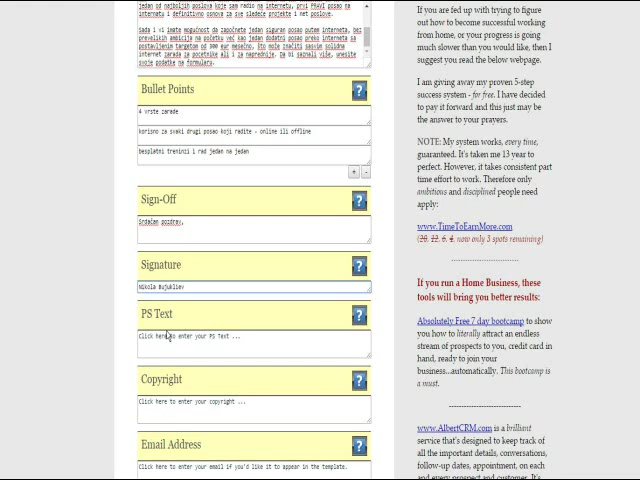 jedan od najboljih poslova koje sam radio na internetu, prvi PRAVI posao na
internetu i definitivno osnova za sve sledeće projekte i net poslove.
Sada i vi imate mogućnost da započnete jedan siguran posao putem interneta, bez
prevelikih ambicija na početku već kao jedan dodatni posao preko interneta sa
postavljenim targetom od 300 eur mesečno, što može značiti sasvim solidna
internet zarada za početnike ali i za naprednije. Za bi saznali više, unesite
svoje podatke na formularu.
Bullet Points
?
4 vrste zarade
korisno za svaki drugi posao koji radite - online ili offline
besplatni treninzi i rad jedan na jedan
+ -
Sign-Off
?
Srdačan pozdrav,
Signature
?
Nikola Bujukliev
PS Text
?
Click here to enter your PS Text ...
Copyright
?
Click here to enter your copyright ...
Email Address
?
Click here to enter your email if you'd like it to appear in the template.
If you are fed up with trying to figure
out how to become successful working
from home, or your progress is going
much slower than you would like, then I
suggest you read the below webpage.
I am giving away my proven 5-step
success system - for free. I have decided
to pay it forward and this just may be
the answer to your prayers.
NOTE: My system works, every time,
guaranteed. It's taken me 13 year to
perfect. However, it takes consistent part
time effort to work. Therefore only
ambitions and disciplined people need
apply:
www.TimeToEarnMore.com
(20. 22. 6. 4. now only 3 spots remaining)
----------------------------
If you run a Home Business, these
tools will bring you better results:
Absolutely Free 7 day bootcamp to show
you how to literally attract an endless
stream of prospects to you, credit card in
hand, ready to join your
business...automatically. This bootcamp is
a must.
------------------------------
www.AlbertCRM.com is a brilliant
service that's designed to keep track of
all the important details, conversations,
follow-up dates, appointment, on each
and every prospect and customer. It's